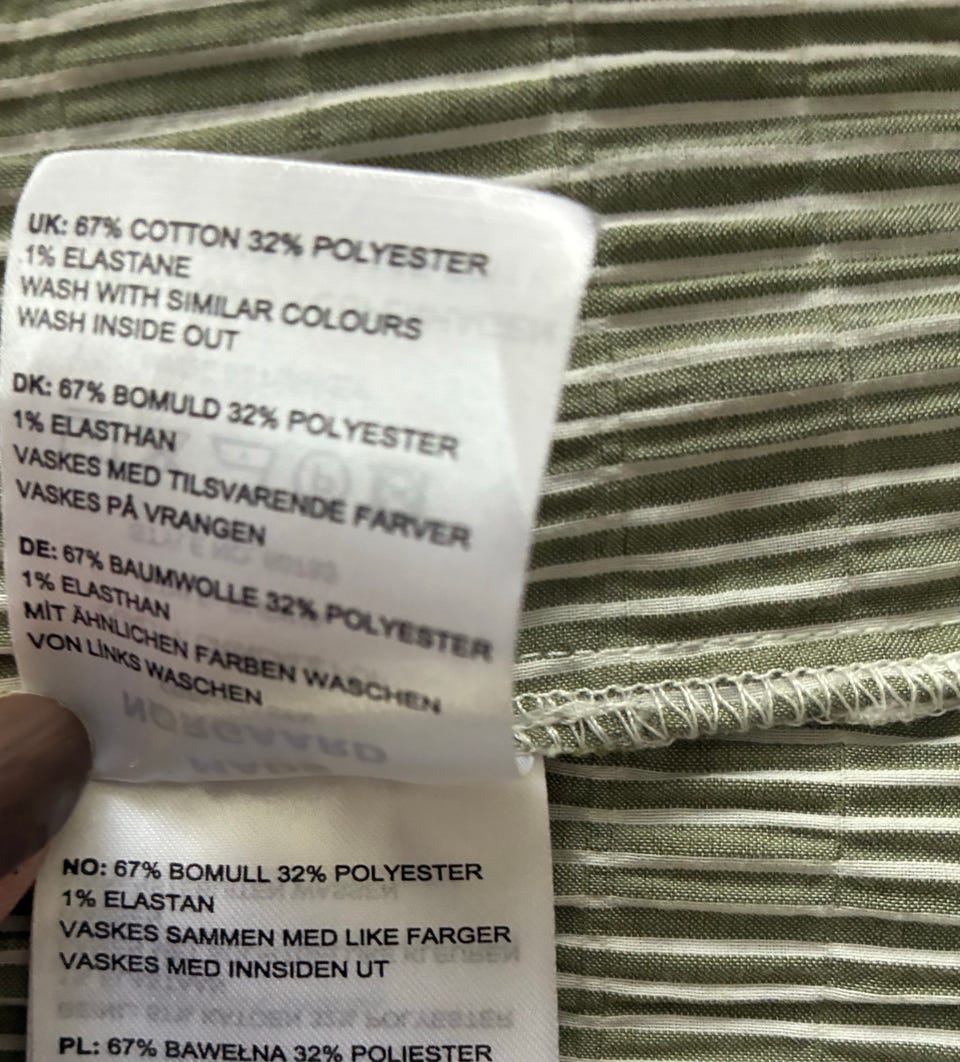 UK: 67% COTTON 32% POLYESTER
1% ELASTANE
WASH WITH SIMILAR COLOURS
WASH INSIDE OUT
DK: 67% BOMULD 32% POLYESTER
1% ELASTHAN
VASKES MED TILSVARENDE FARVER
VASKES PÅ VRANGEN
DE: 67% BAUMWOLLE 32% POLYESTER
1% ELASTHAN
MIT ÄHNLICHEN FARBEN WASCHEN
VON LINKS WASCHEN
NORGAARD
NO: 67% BOMULL 32% POLYESTER
1% ELASTAN
VASKES SAMMEN MED LIKE FARGER
VASKES MED INNSIDEN UT
PL: 67% BAWEŁNA 32% POLIESTER